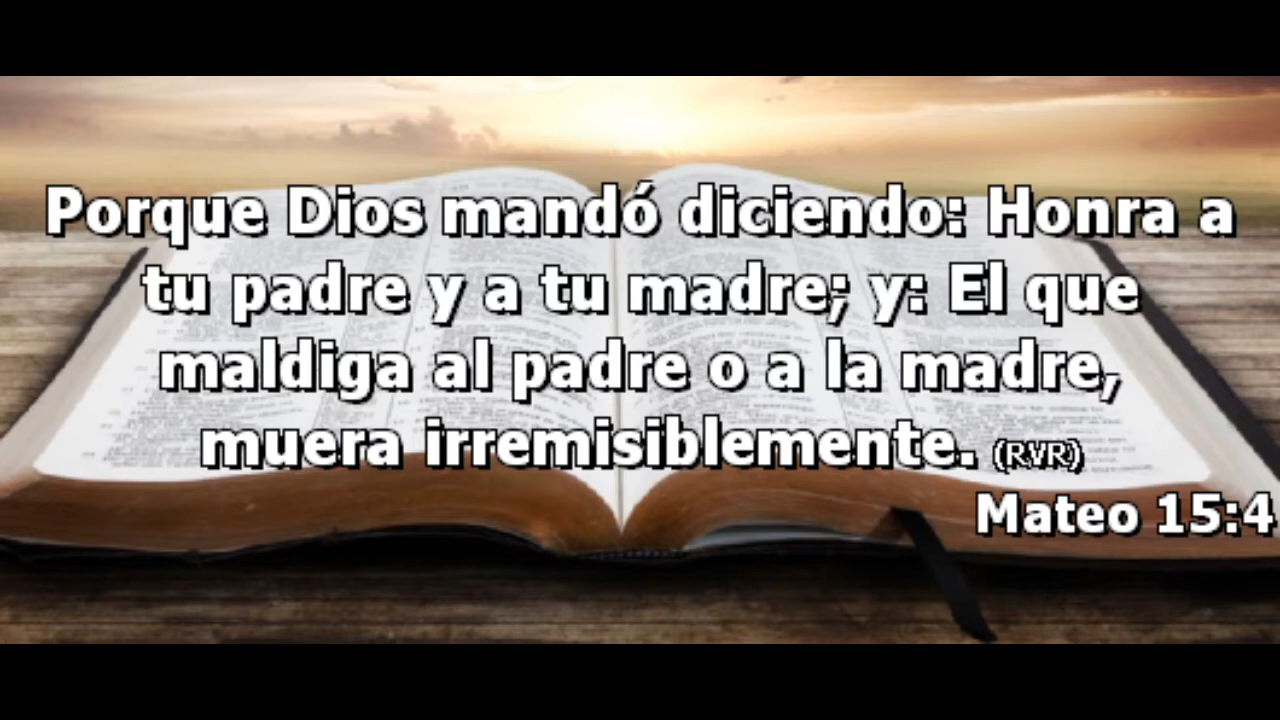 Porque Dios mandó diciendo: Honra a
tu padre y a tu madre; y: El que
maldiga al padre o a la madre,
muera irremisiblemente. (RVR)
Mateo 15:4